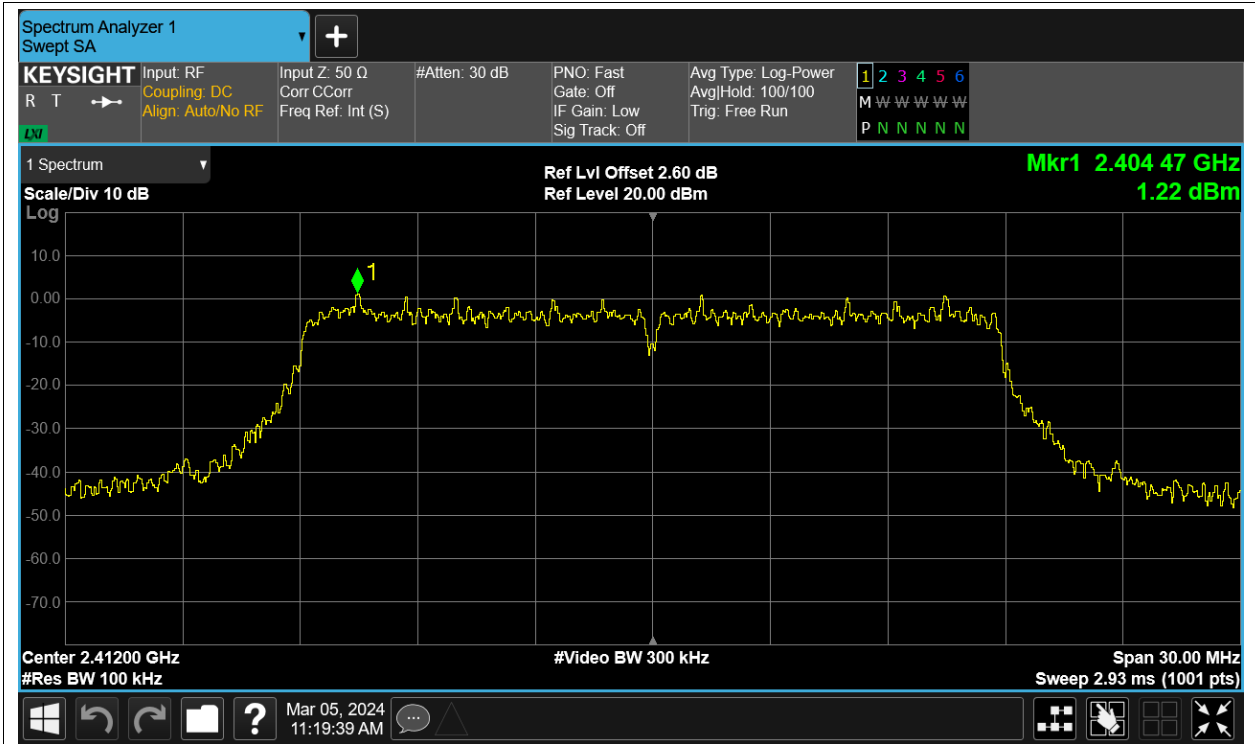 Spectrum Analyzer 1
Swept SA
KEYSIGHT
R T
LXI
Input: RF
Coupling: DC
Align: Auto/No RF
Input Z: 50 Ω
Corr CCorr
Freq Ref: Int (S)
#Atten: 30 dB
PNO: Fast
Gate: Off
IF Gain: Low
Sig Track: Off
Avg Type: Log-Power
Avg|Hold: 100/100
Trig: Free Run
1 2 3 4 5 6
M W W W W W
P N N N N N
1 Spectrum
Scale/Div 10 dB
Log
Ref Lvl Offset 2.60 dB
Ref Level 20.00 dBm
Mkr1 2.404 47 GHz
1.22 dBm
1
10.0
0.00
-10.0
-20.0
-30.0
-40.0
-50.0
-60.0
-70.0
Center 2.41200 GHz
#Res BW 100 kHz
#Video BW 300 kHz
Span 30.00 MHz
Sweep 2.93 ms (1001 pts)
?
Mar 05, 2024
11:19:39 AM